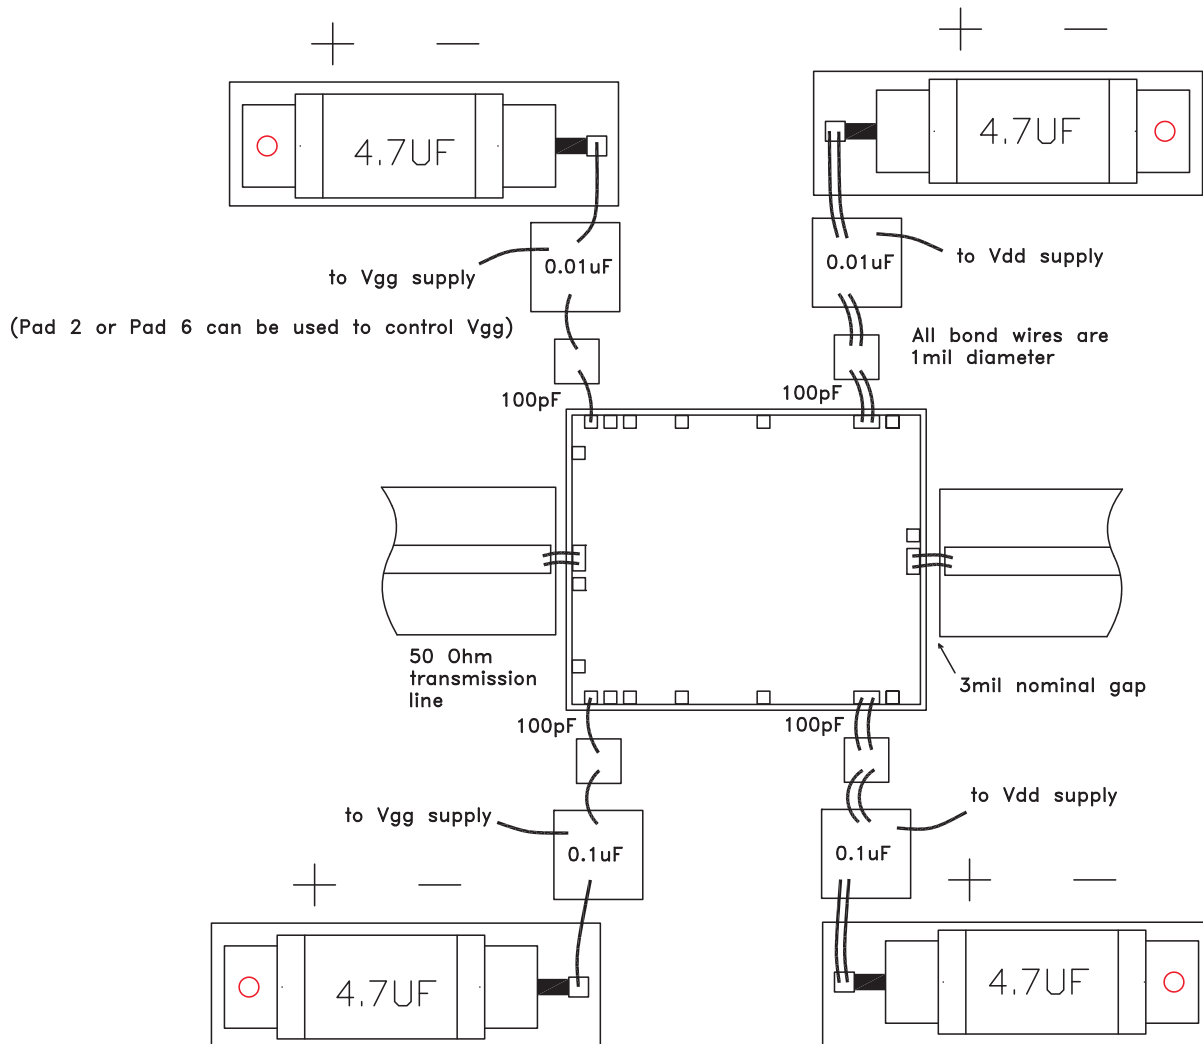 + −
+ −
4.7UF
4.7UF
to Vgg supply
0.01uF
0.01uF
to Vdd supply
(Pad 2 or Pad 6 can be used to control Vgg)
All bond wires are
1mil diameter
100pF
100pF
50 Ohm
transmission
line
3mil nominal gap
100pF
100pF
to Vgg supply
0.1uF
0.1uF
to Vdd supply
+ −
+ −
4.7UF
4.7UF